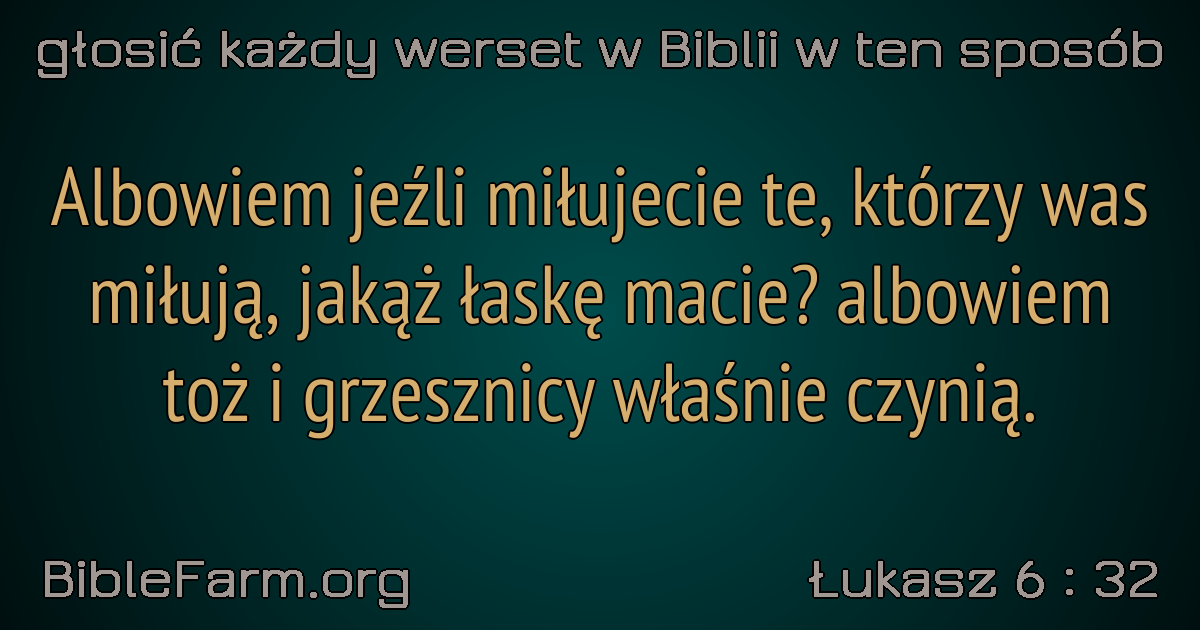 głosić każdy werset w Biblii w ten sposób
Albowiem jeźli miłujecie te, którzy was
miłują, jakąż łaskę macie? albowiem
toż i grzesznicy właśnie czynią.
BibleFarm.org
Łukasz 6 : 32